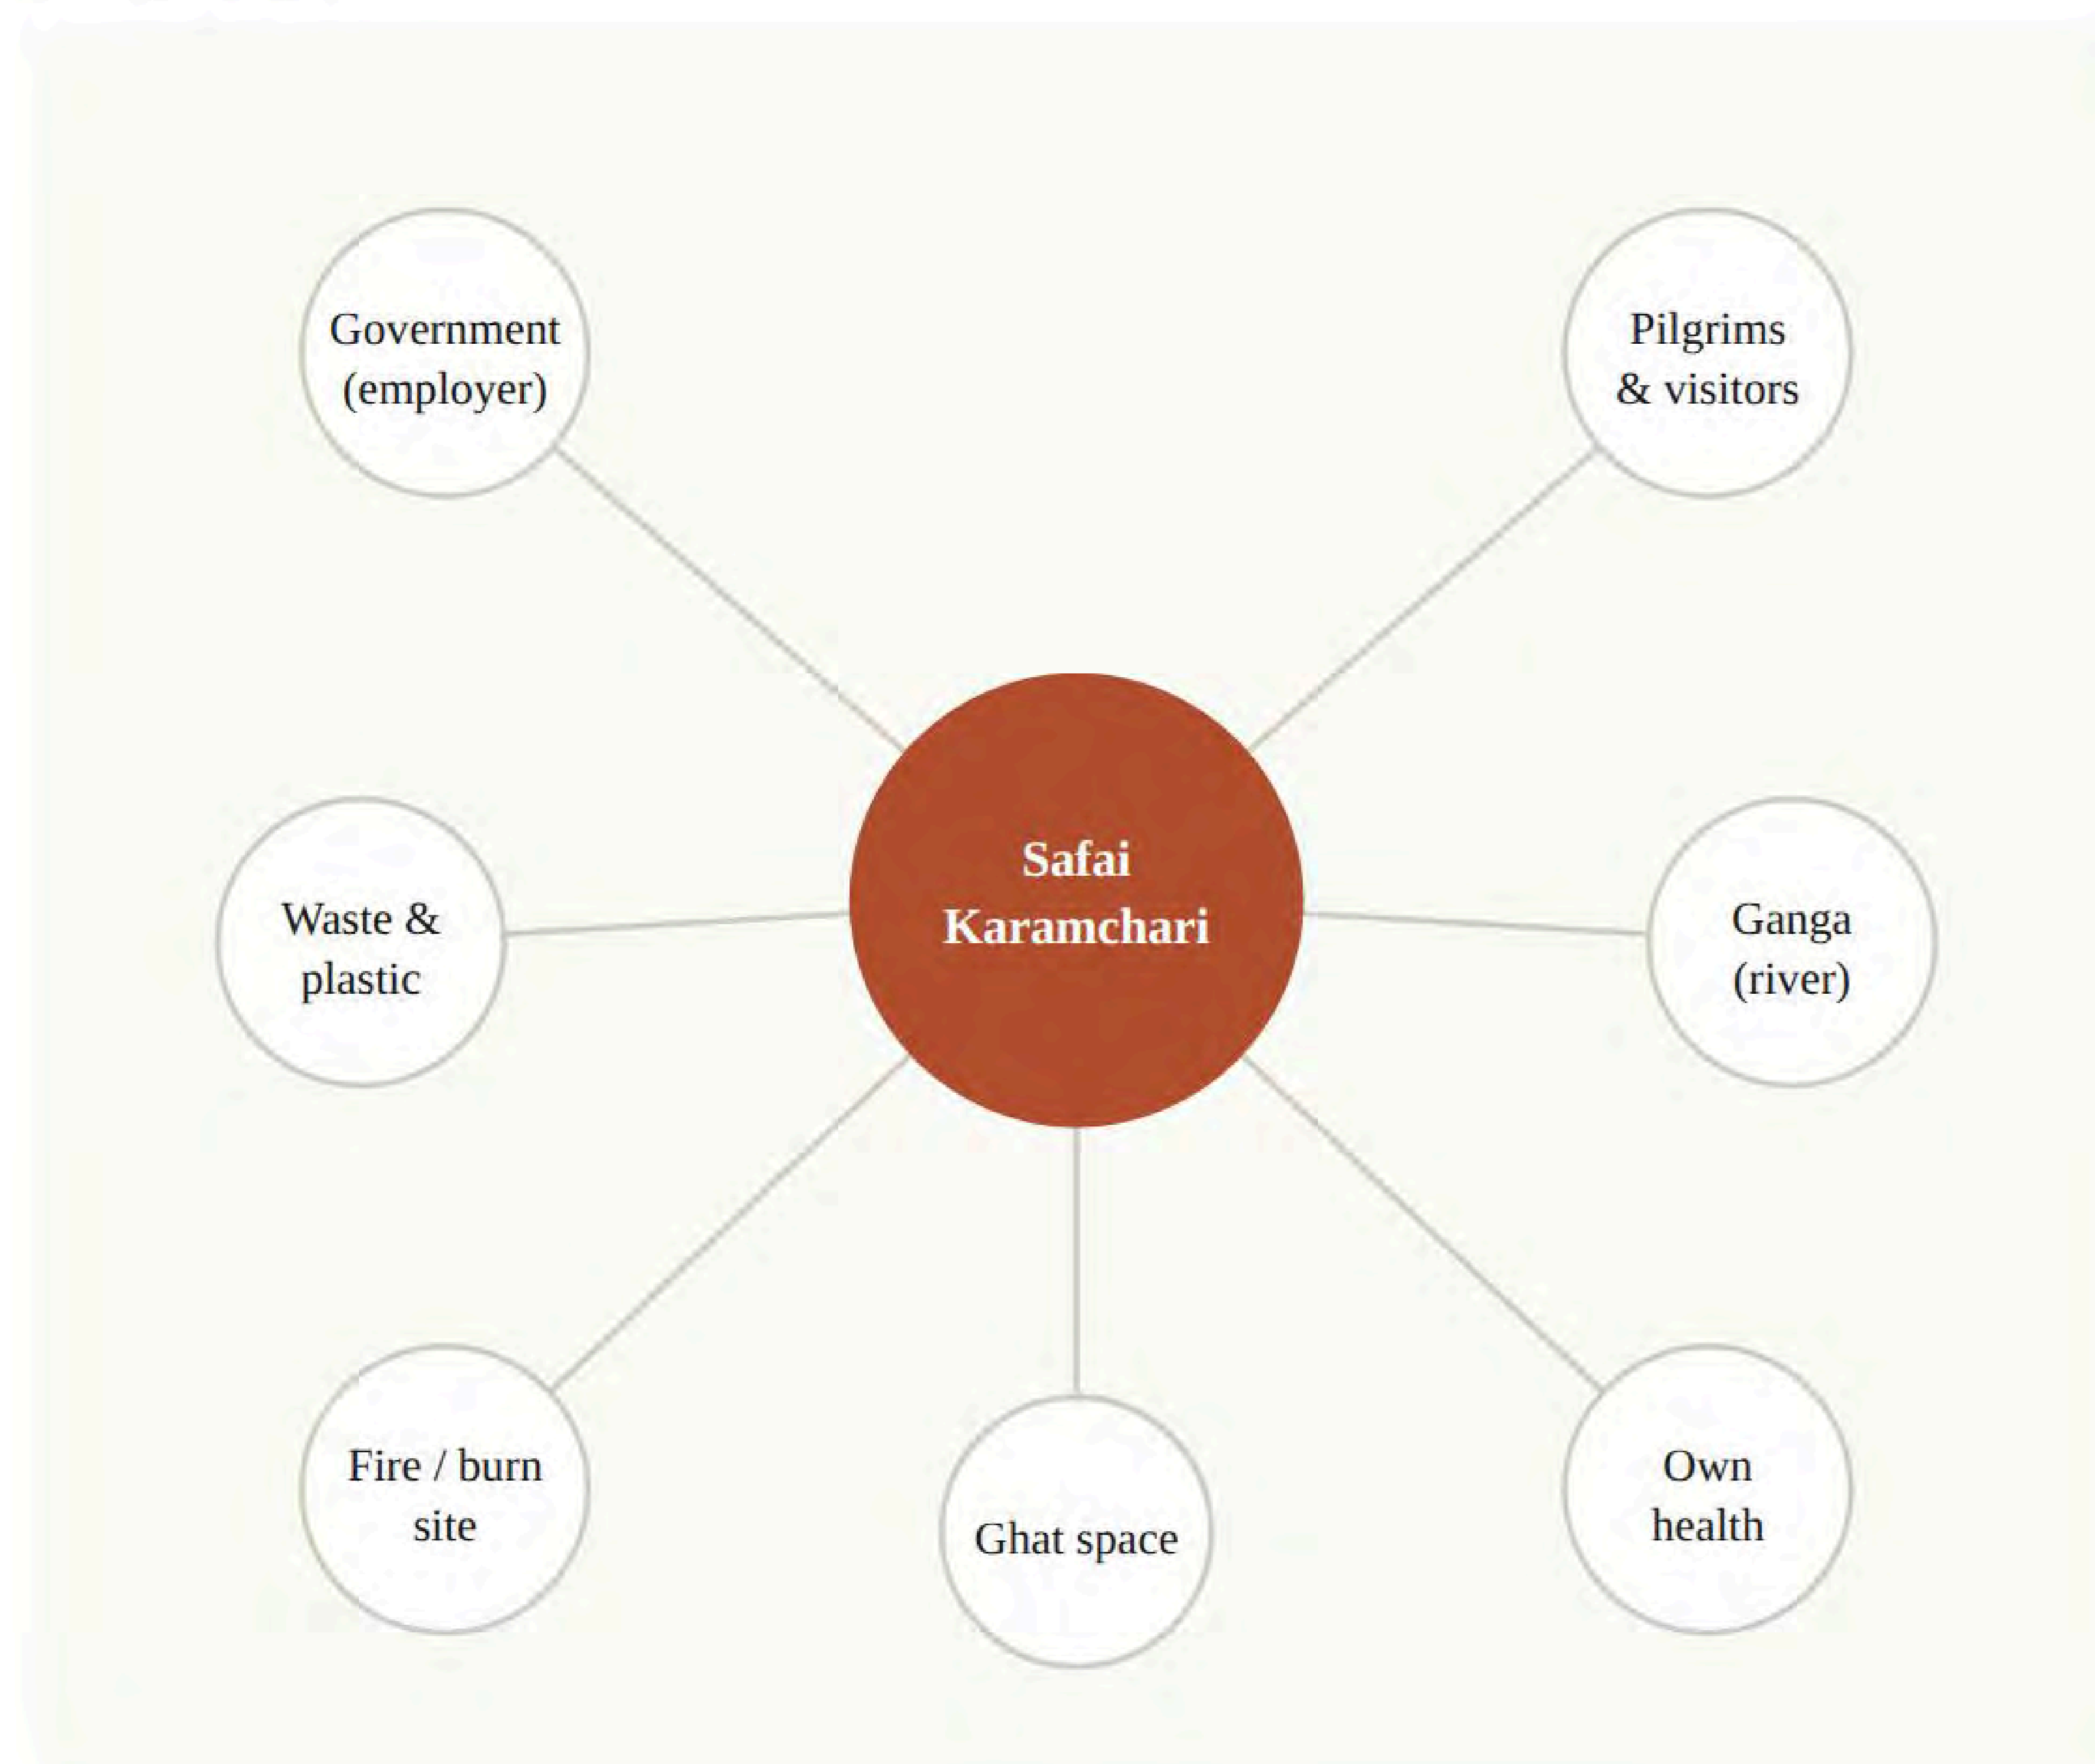 Government
(employer)
Pilgrims
& visitors
Safai
Karamchari
Waste &
plastic
Ganga
(river)
Fire / burn
site
Ghat space
Own
health